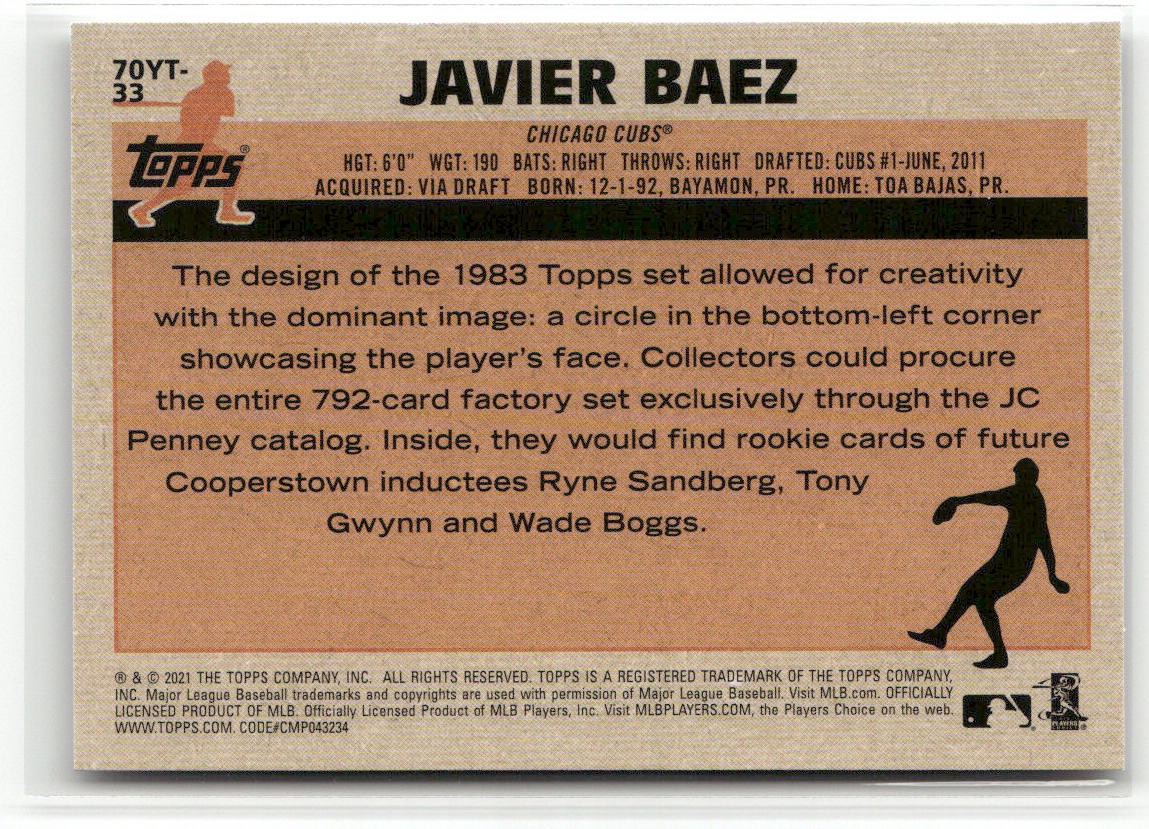 70YT-
33
JAVIER BAEZ
topps®
CHICAGO CUBS®
HGT: 6'0" WGT: 190 BATS: RIGHT THROWS: RIGHT DRAFTED: CUBS #1-JUNE, 2011
ACQUIRED: VIA DRAFT BORN: 12-1-92, BAYAMON, PR. HOME: TOA BAJAS, PR.
The design of the 1983 Topps set allowed for creativity
with the dominant image: a circle in the bottom-left corner
showcasing the player's face. Collectors could procure
the entire 792-card factory set exclusively through the JC
Penney catalog. Inside, they would find rookie cards of future
Cooperstown inductees Ryne Sandberg, Tony
Gwynn and Wade Boggs.
® & © 2021 THE TOPPS COMPANY, INC. ALL RIGHTS RESERVED. TOPPS IS A REGISTERED TRADEMARK OF THE TOPPS COMPANY,
INC. Major League Baseball trademarks and copyrights are used with permission of Major League Baseball. Visit MLB.com. OFFICIALLY
LICENSED PRODUCT OF MLB. Officially Licensed Product of MLB Players, Inc. Visit MLBPLAYERS.COM, the Players Choice on the web.
WWW.TOPPS.COM. CODE#CMP043234
PLAYERS